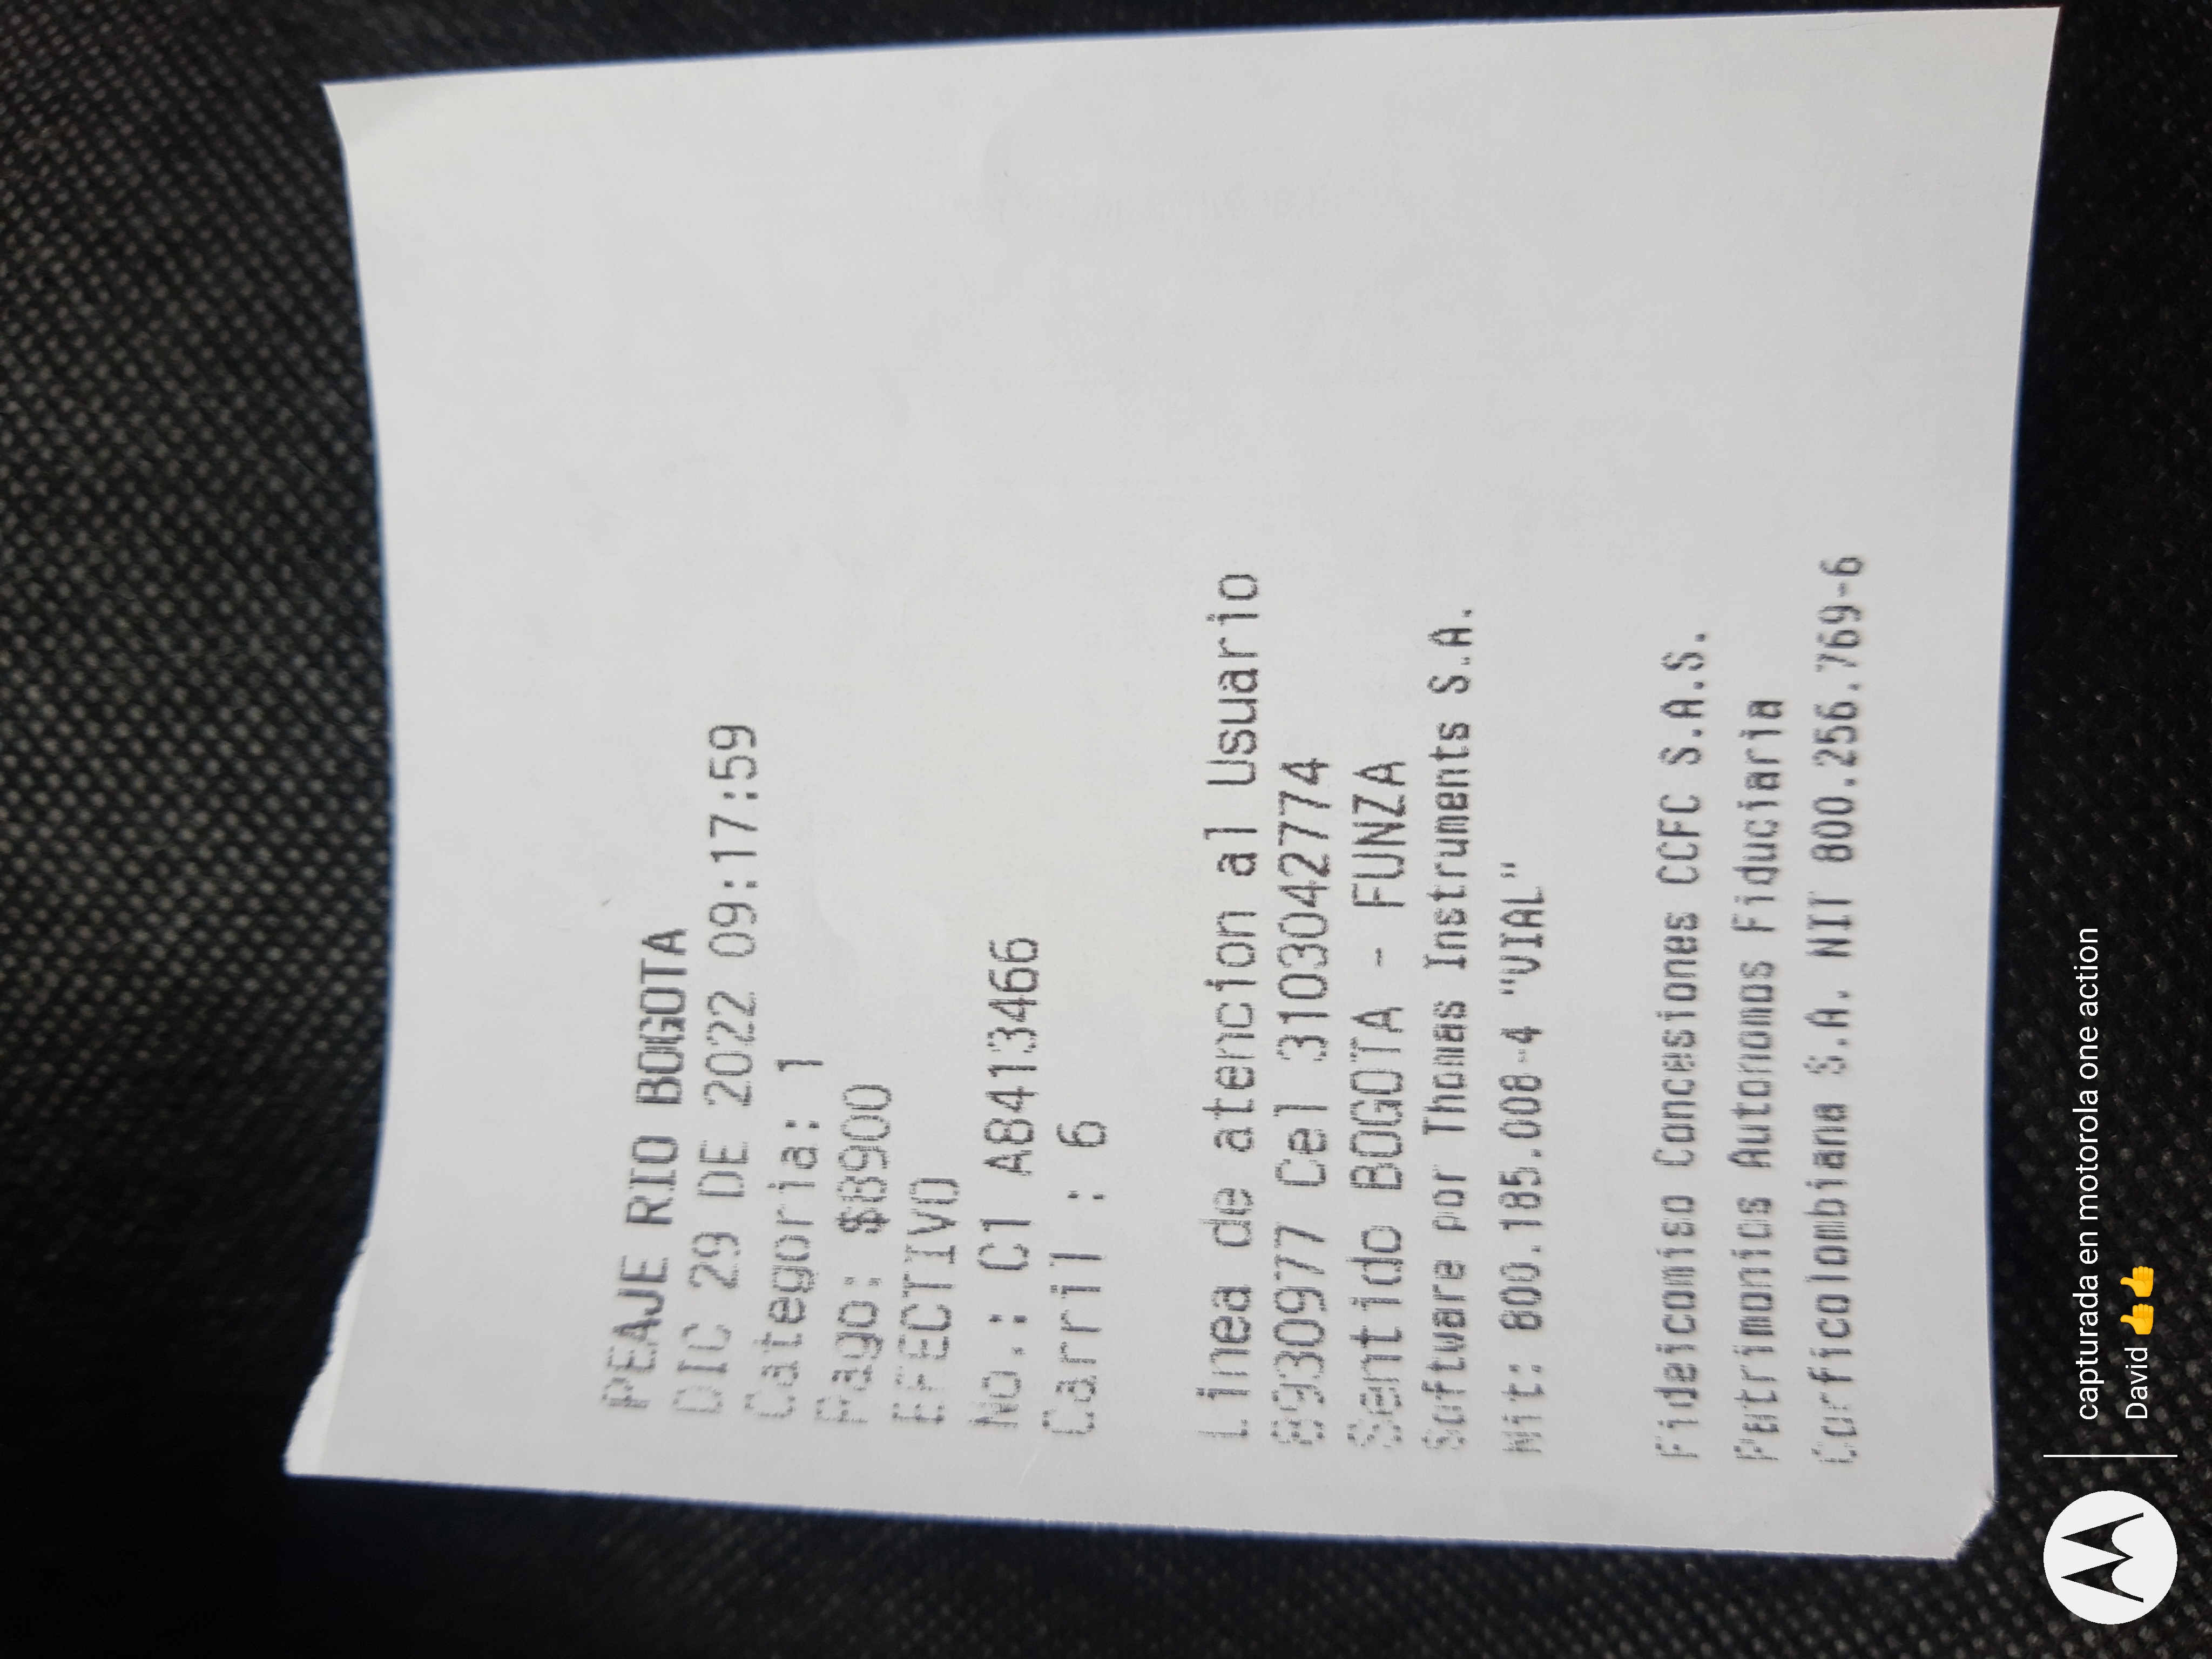 PEAJE RIO BOGOTA
DIC 29 DE 2022 09:17:59
Categoria: 1
Pago: $8900
EFECTIVO
No.: C1 AB413466
Carril : 6
Linea de atencion al Usuario
8930977 Cel 3103042774
Sentido BOGOTA - FUNZA
Software por Thomas Instruments S.A.
Nit: 800.185.008-4 "VIAL"
Fideicomiso Concesiones CCFC S.A.S.
Patrimonios Autonomos Fiduciaria
Corficolombiana S.A. NIT 800.256.769-6
capturada en motorola one action
David 👍👍